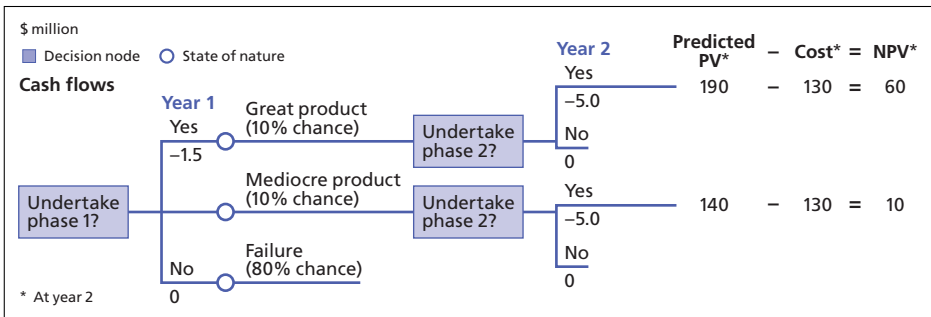 $ million
Decision node State of nature
Cash flows
Year 1
Yes
–1.5
Great product
(10% chance)
Undertake
phase 2?
Year 2
Yes
–5.0
No
0
Predicted
PV* – Cost* = NPV*
190 – 130 = 60
Undertake
phase 1?
Mediocre product
(10% chance)
Undertake
phase 2?
Yes
–5.0
No
0
140 – 130 = 10
No
0
Failure
(80% chance)
* At year 2